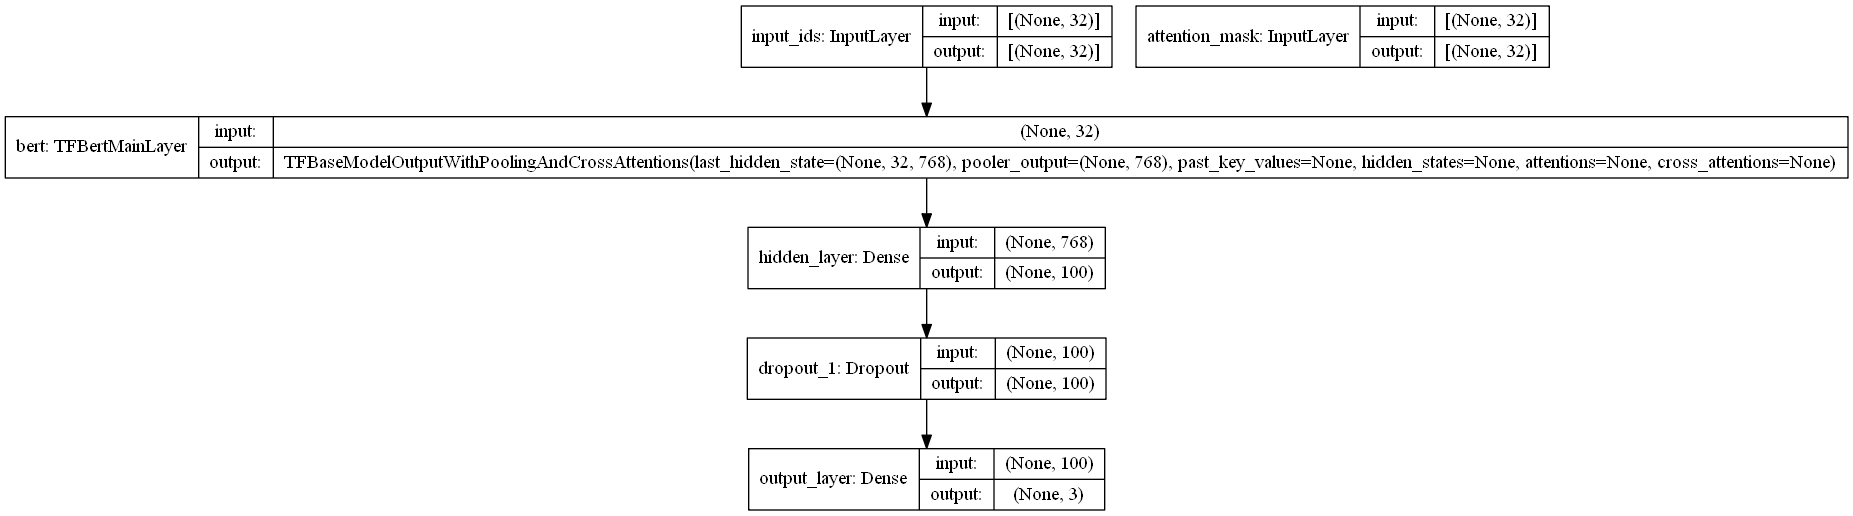 input_ids: InputLayer
input:
[(None, 32)]
output:
[(None, 32)]
attention_mask: InputLayer
input:
[(None, 32)]
output:
[(None, 32)]
bert: TFBertMainLayer
input:
(None, 32)
output:
TFBaseModelOutputWithPoolingAndCrossAttentions(last_hidden_state=(None, 32, 768), pooler_output=(None, 768), past_key_values=None, hidden_states=None, attentions=None, cross_attentions=None)
hidden_layer: Dense
input:
(None, 768)
output:
(None, 100)
dropout_1: Dropout
input:
(None, 100)
output:
(None, 100)
output_layer: Dense
input:
(None, 100)
output:
(None, 3)